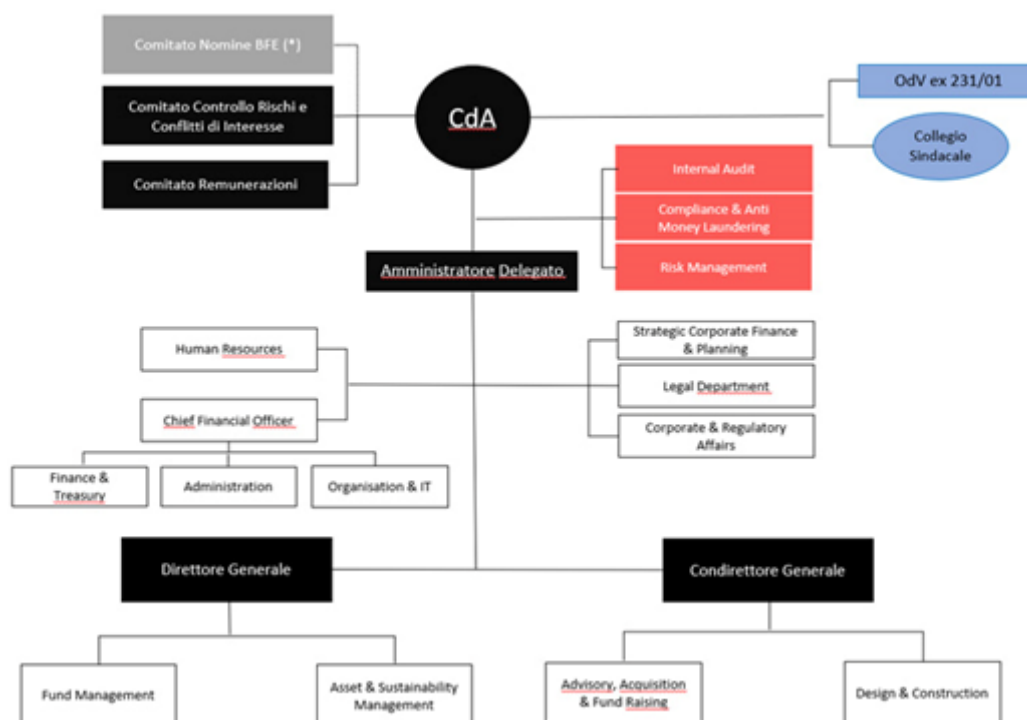 Comitato Nomine BFE (*)
Comitato Controllo Rischi e
Conflitti di Interesse
Comitato Remunerazioni
CdA
OdV ex 231/01
Collegio
Sindacale
Internal Audit
Compliance & Anti
Money Laundering
Risk Management
Amministratore Delegato
Human Resources
Chief Financial Officer
Finance &
Treasury
Administration
Organisation & IT
Strategic Corporate Finance
& Planning
Legal Department
Corporate & Regulatory
Affairs
Direttore Generale
Condirettore Generale
Fund Management
Asset & Sustainability
Management
Advisory, Acquisition
& Fund Raising
Design & Construction